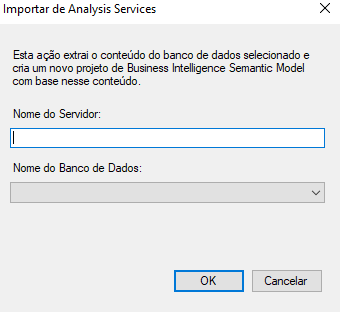 Importar de Analysis Services
Esta ação extrai o conteúdo do banco de dados selecionado e
cria um novo projeto de Business Intelligence Semantic Model
com base nesse conteúdo.
Nome do Servidor:
Nome do Banco de Dados:
OK
Cancelar